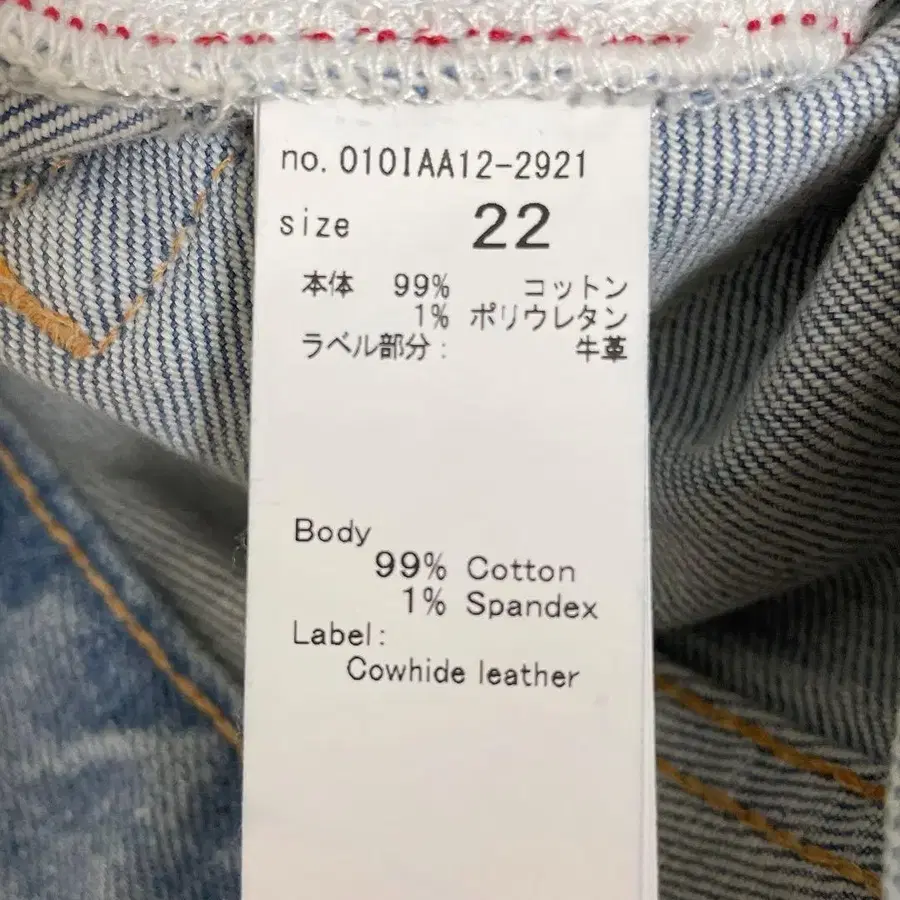 no. 010IAA12-2921
size 22
本体 99% コットン
1% ポリウレタン
ラベル部分: 牛革
Body
99% Cotton
1% Spandex
Label:
Cowhide leather